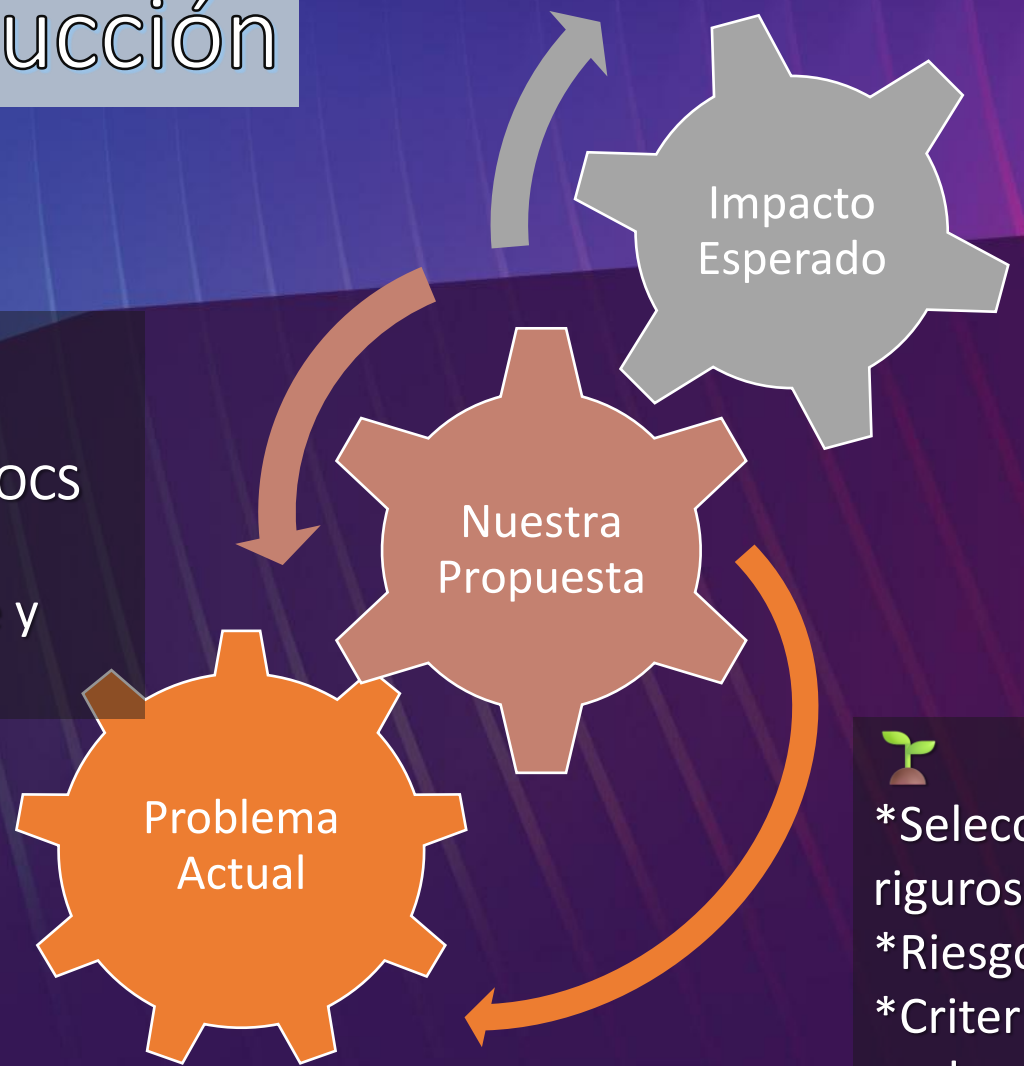 ucción
Impacto
Esperado
OCS
y
Nuestra
Propuesta
Problema
Actual
*Selecc
riguros
*Riesgo
*Criter